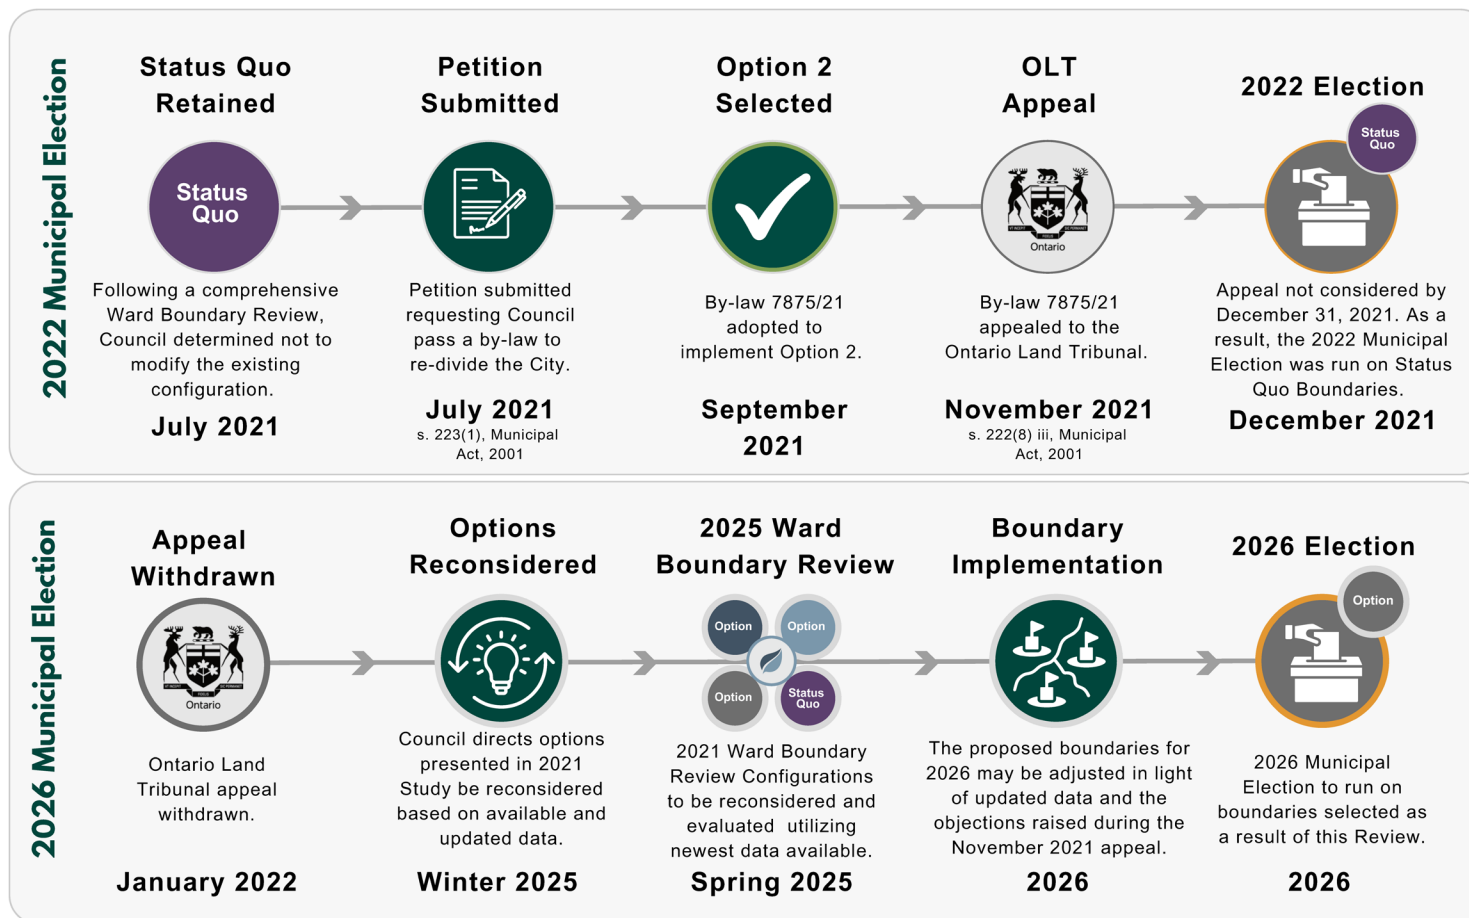 2022 Municipal Election
Status Quo
Retained
Status
Quo
Following a comprehensive
Ward Boundary Review,
Council determined not to
modify the existing
configuration.
July 2021
Petition
Submitted
Petition submitted
requesting Council
pass a by-law to
re-divide the City.
July 2021
s. 223(1), Municipal
Act, 2001
Option 2
Selected
By-law 7875/21
adopted to
implement Option 2.
September
2021
OLT
Appeal
Ontario
By-law 7875/21
appealed to the
Ontario Land Tribunal.
November 2021
s. 222(8) iii, Municipal
Act, 2001
2022 Election
Status
Quo
Appeal not considered by
December 31, 2021. As a
result, the 2022 Municipal
Election was run on Status
Quo Boundaries.
December 2021
2026 Municipal Election
Appeal
Withdrawn
Ontario
Ontario Land
Tribunal appeal
withdrawn.
January 2022
Options
Reconsidered
Council directs options
presented in 2021
Study be reconsidered
based on available and
updated data.
Winter 2025
2025 Ward
Boundary Review
Option
Option
Option
Status
Quo
2021 Ward Boundary
Review Configurations
to be reconsidered and
evaluated utilizing
newest data available.
Spring 2025
Boundary
Implementation
The proposed boundaries for
2026 may be adjusted in light
of updated data and the
objections raised during the
November 2021 appeal.
2026
2026 Election
Option
2026 Municipal
Election to run on
boundaries selected as
a result of this Review.
2026